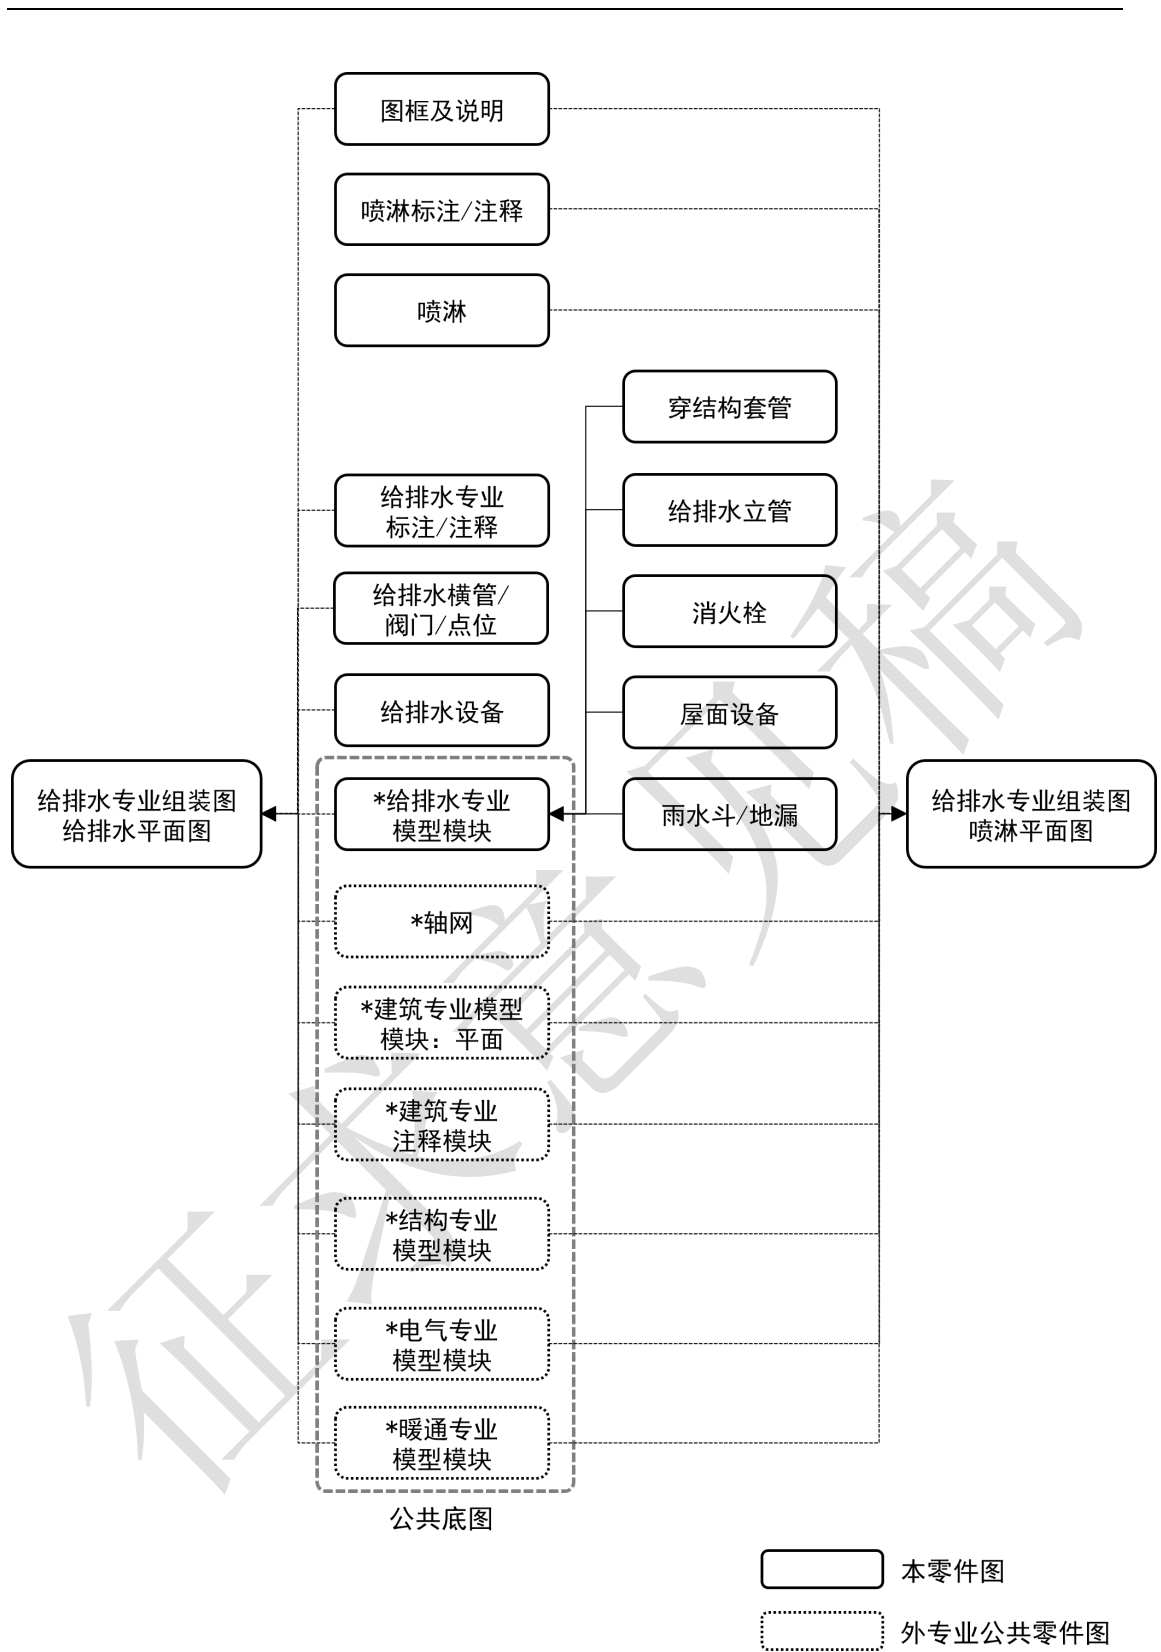 图框及说明
喷淋标注/注释
喷淋
穿结构套管
给排水专业
标注/注释
给排水立管
给排水横管/
阀门/点位
消火栓
给排水设备
屋面设备
给排水专业组装图
给排水平面图
*给排水专业
模型模块
雨水斗/地漏
给排水专业组装图
喷淋平面图
*轴网
*建筑专业模型
模块：平面
*建筑专业
注释模块
*结构专业
模型模块
*电气专业
模型模块
*暖通专业
模型模块
公共底图
本零件图
外专业公共零件图
征求意见稿